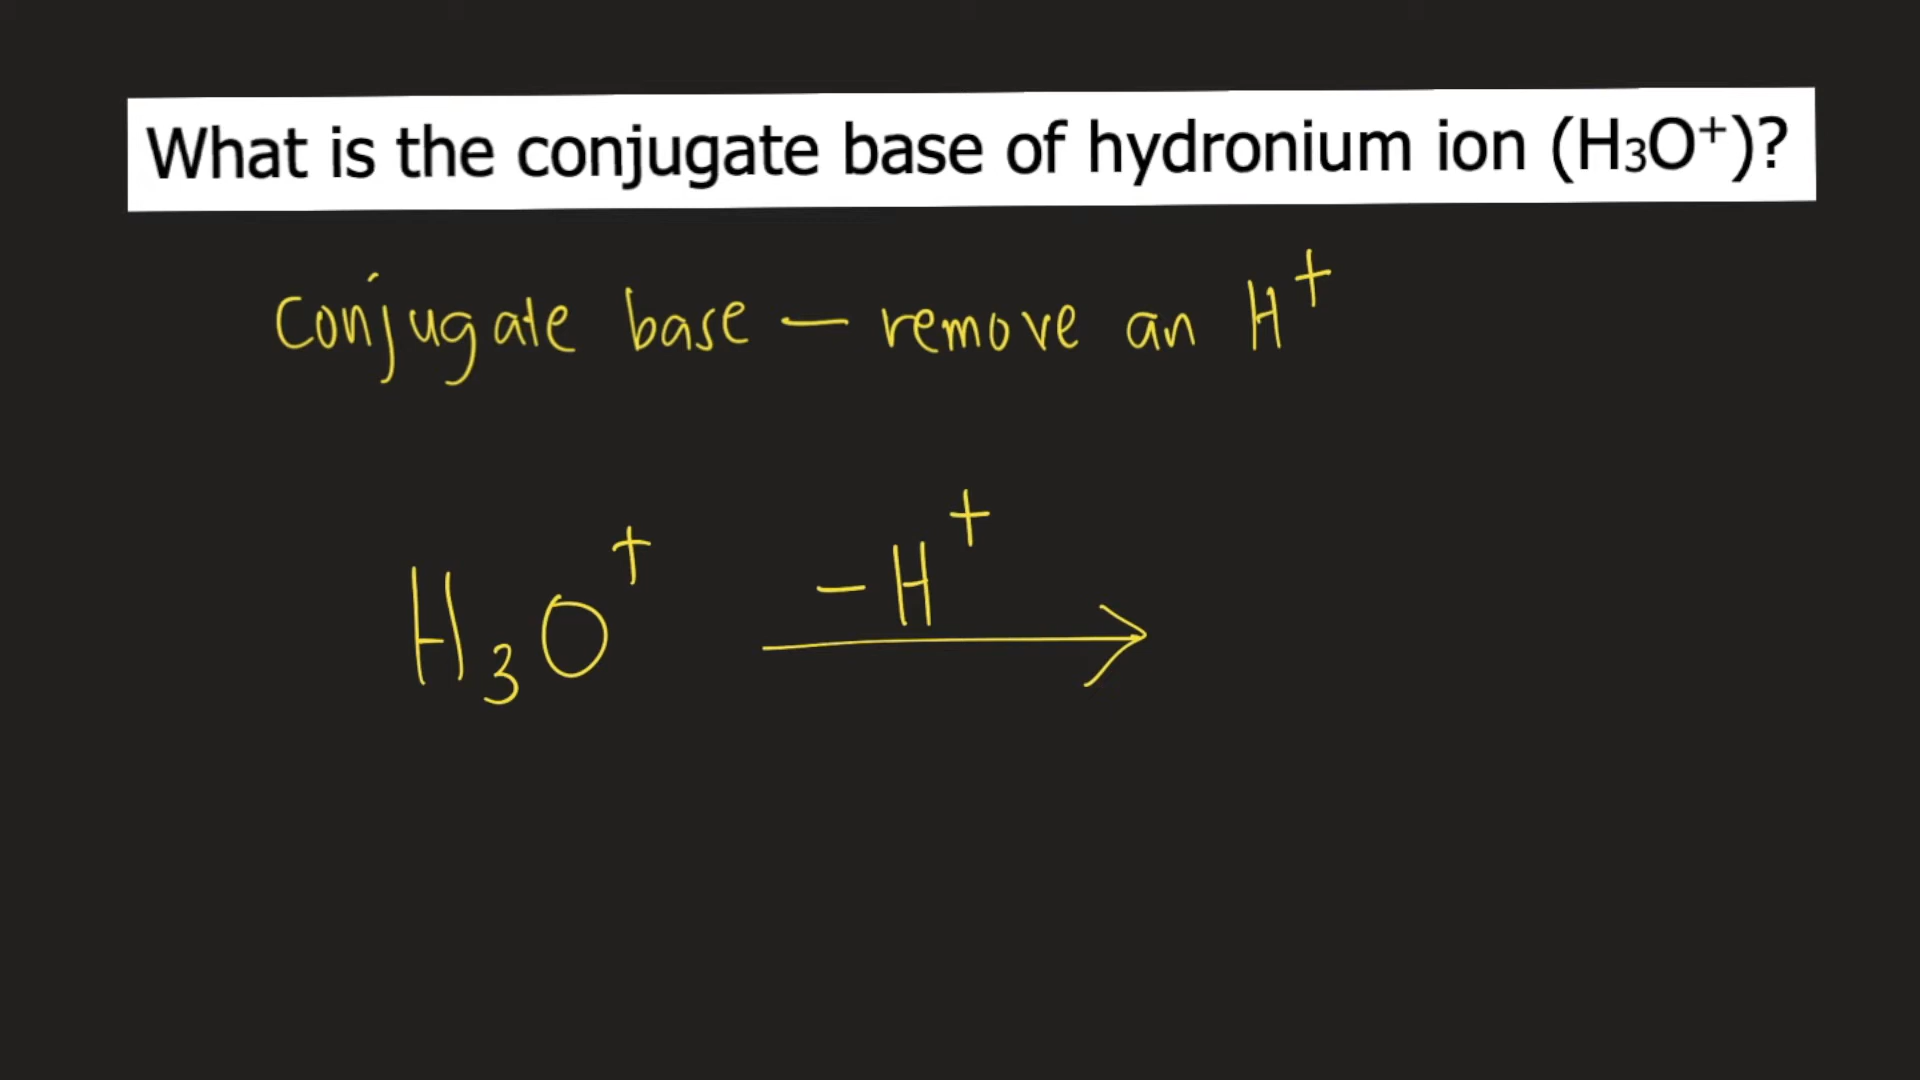 What is the conjugate base of hydronium ion (H₃O⁺)?
Conjugate base – remove an H⁺
H₃O⁺ –H⁺ →